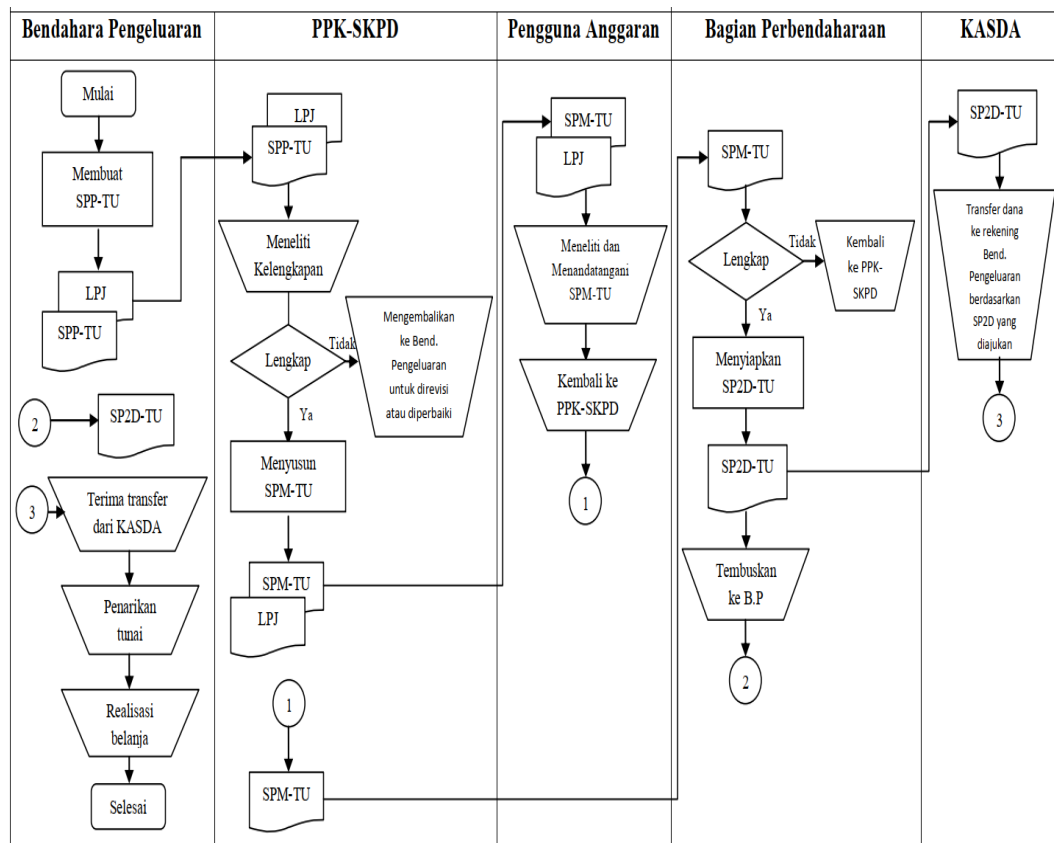 Bendahara Pengeluaran
PPK-SKPD
Pengguna Anggaran
Bagian Perbendaharaan
KASDA
Mulai
Membuat
SPP-TU
LPJ
SPP-TU
2
SP2D-TU
3
Terima transfer
dari KASDA
Penarikan
tunai
Realisasi
belanja
Selesai
LPJ
SPP-TU
Meneliti
Kelengkapan
Lengkap
Tidak
Mengembalikan
ke Bend.
Pengeluaran
untuk direvisi
atau diperbaiki
Ya
Menyusun
SPM-TU
SPM-TU
LPJ
1
SPM-TU
SPM-TU
LPJ
Meneliti dan
Menandatangani
SPM-TU
Kembali ke
PPK-SKPD
1
SPM-TU
Lengkap
Tidak
Kembali
ke PPK-
SKPD
Ya
Menyiapkan
SP2D-TU
SP2D-TU
Tembuskan
ke B.P
2
SP2D-TU
Transfer dana
ke rekening
Bend.
Pengeluaran
berdasarkan
SP2D yang
diajukan
3